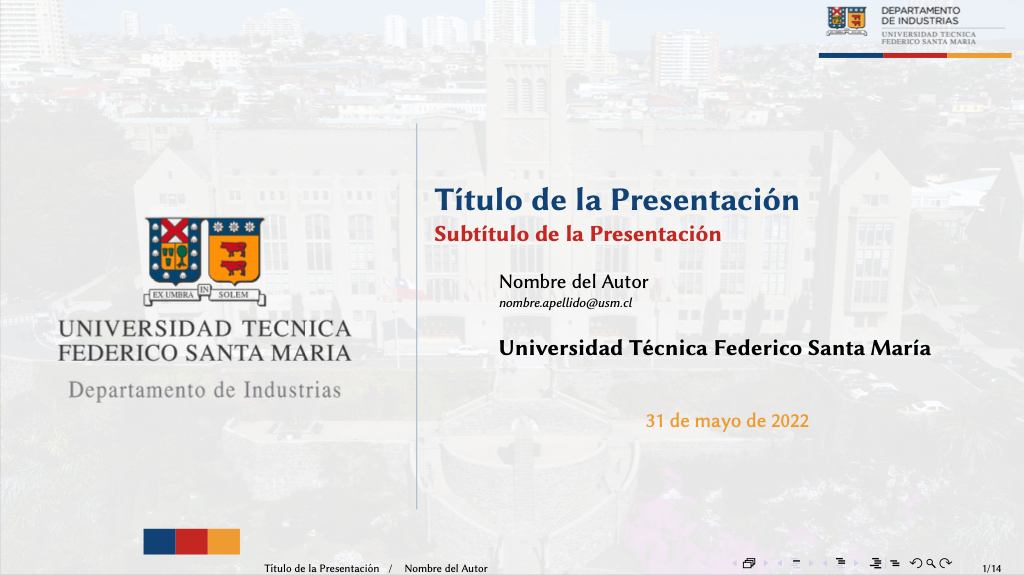 DEPARTAMENTO
DE INDUSTRIAS
UNIVERSIDAD TECNICA
FEDERICO SANTA MARIA
Título de la Presentación
Subtítulo de la Presentación
Nombre del Autor
nombre.apellido@usm.cl
Universidad Técnica Federico Santa María
31 de mayo de 2022
EX UMBRA IN SOLEM
UNIVERSIDAD TECNICA
FEDERICO SANTA MARIA
Departamento de Industrias
Título de la Presentación / Nombre del Autor
1/14